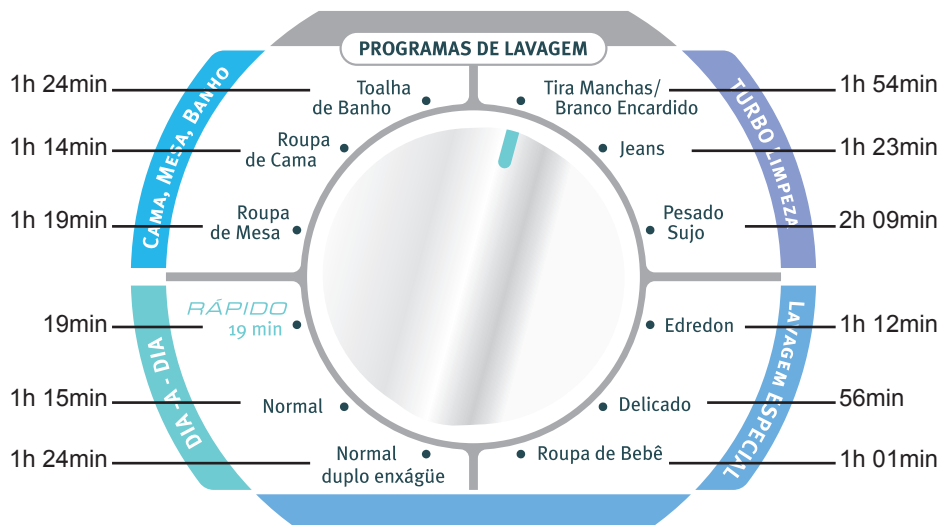 PROGRAMAS DE LAVAGEM
CAMA, MESA, BANHO
1h 24min
Toalha
de Banho
1h 14min
Roupa
de Cama
1h 19min
Roupa
de Mesa
TURBO LIMPEZA
Tira Manchas/
Branco Encardido
1h 54min
Jeans
1h 23min
Pesado
Sujo
2h 09min
DIA -A - DIA
19min
RÁPIDO
19 min
1h 15min
Normal
1h 24min
Normal
duplo enxágüe
LAVAGEM ESPECIAL
Edredon
1h 12min
Delicado
56min
Roupa de Bebê
1h 01min